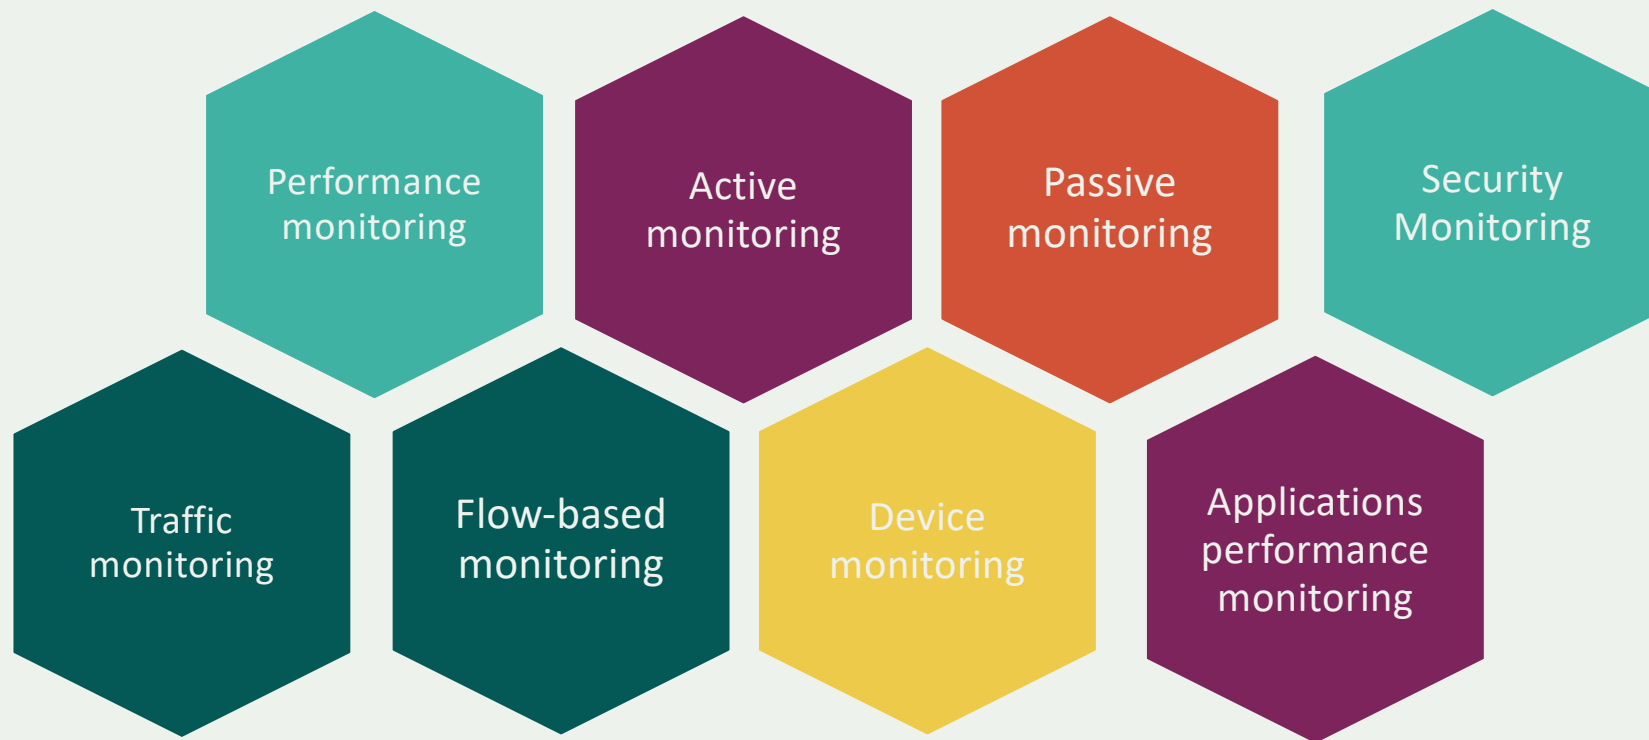 Performance
monitoring
Active
monitoring
Passive
monitoring
Security
Monitoring
Traffic
monitoring
Flow-based
monitoring
Device
monitoring
Applications
performance
monitoring